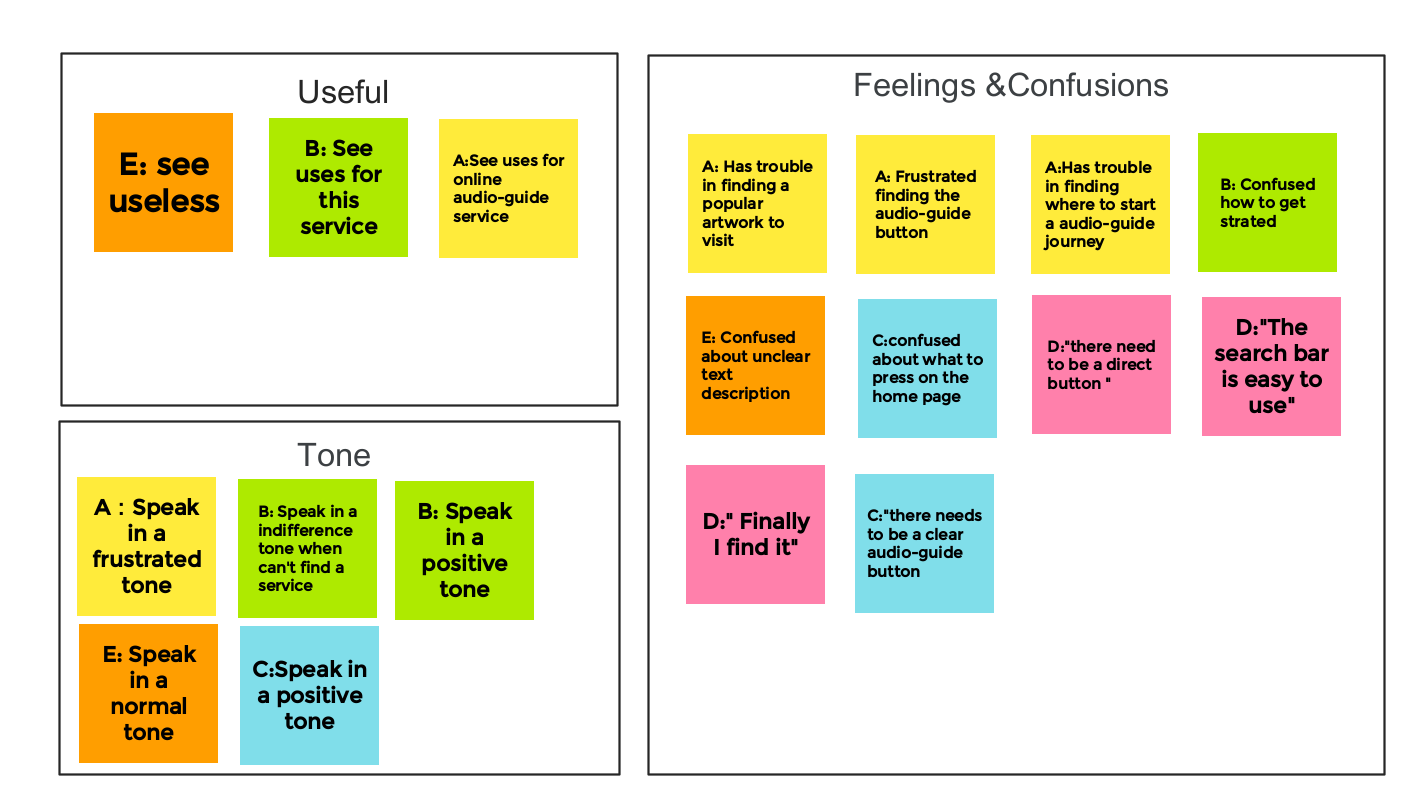 Useful
E: see
useless
B: See
uses for
this
service
A:See uses for
online
audio-guide
service
Tone
A : Speak
in a
frustrated
tone
B: Speak in a
indifference
tone when
can't find a
service
B: Speak
in a
positive
tone
E: Speak
in a
normal
tone
C:Speak in
a positive
tone
Feelings &Confusions
A: Has trouble
in finding a
popular
artwork to
visit
A: Frustrated
finding the
audio-guide
button
A:Has trouble
in finding
where to start
a audio-guide
journey
B: Confused
how to get
strated
E: Confused
about unclear
text
description
C:confused
about what to
press on the
home page
D:"there need
to be a direct
button "
D:"The
search bar
is easy to
use"
D:" Finally
I find it"
C:"there needs
to be a clear
audio-guide
button